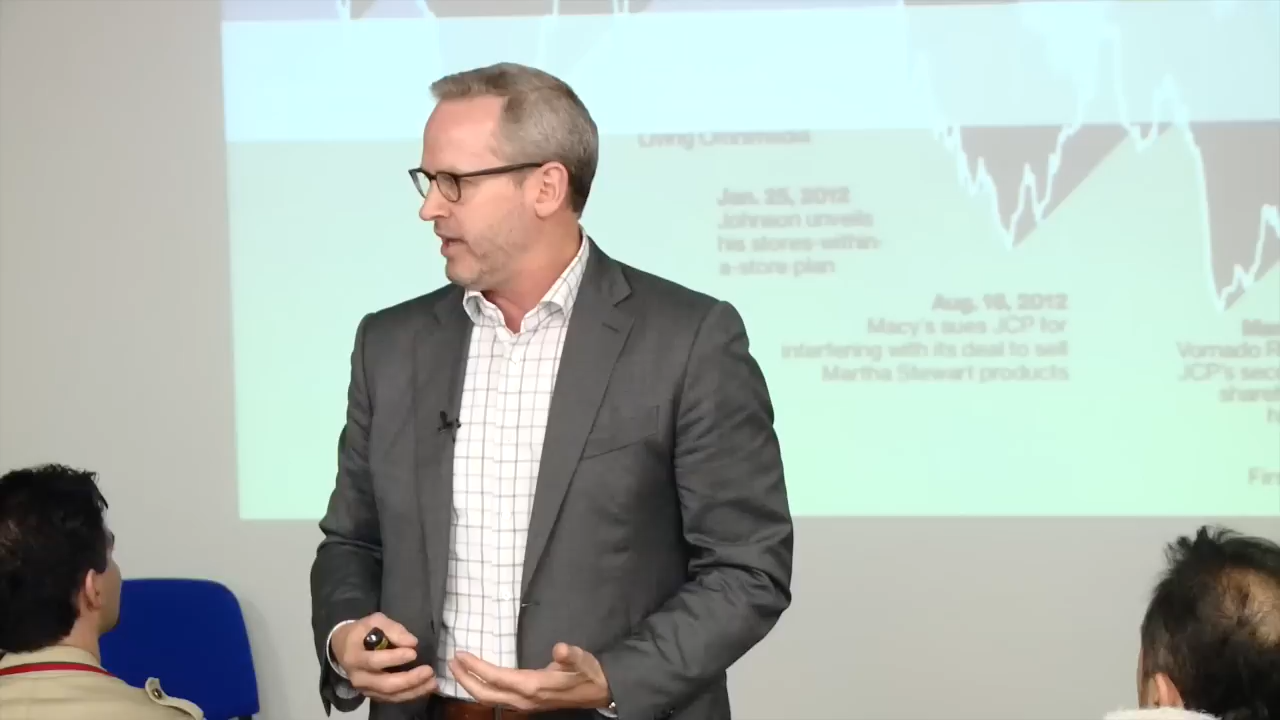 Living Omnimedia
Jan. 25, 2012
Johnson unveils
his stores-within-
a-store plan
Aug. 16, 2012
Macy's sues JCP for
interfering with its deal to sell
Martha Stewart products
Vornado
JCP's